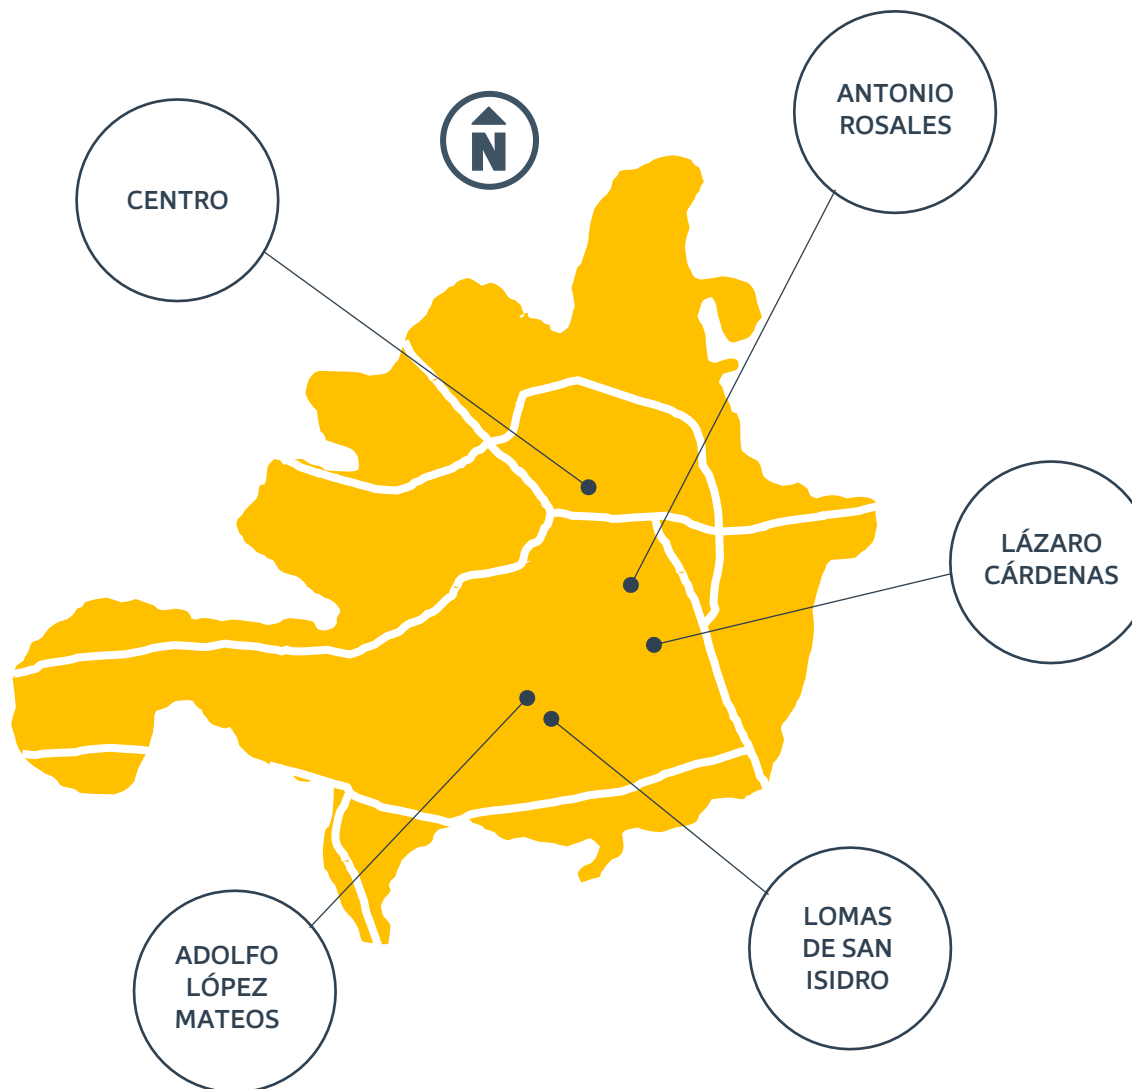 ANTONIO
ROSALES
N
CENTRO
LÁZARO
CÁRDENAS
LOMAS
DE SAN
ISIDRO
ADOLFO
LÓPEZ
MATEOS